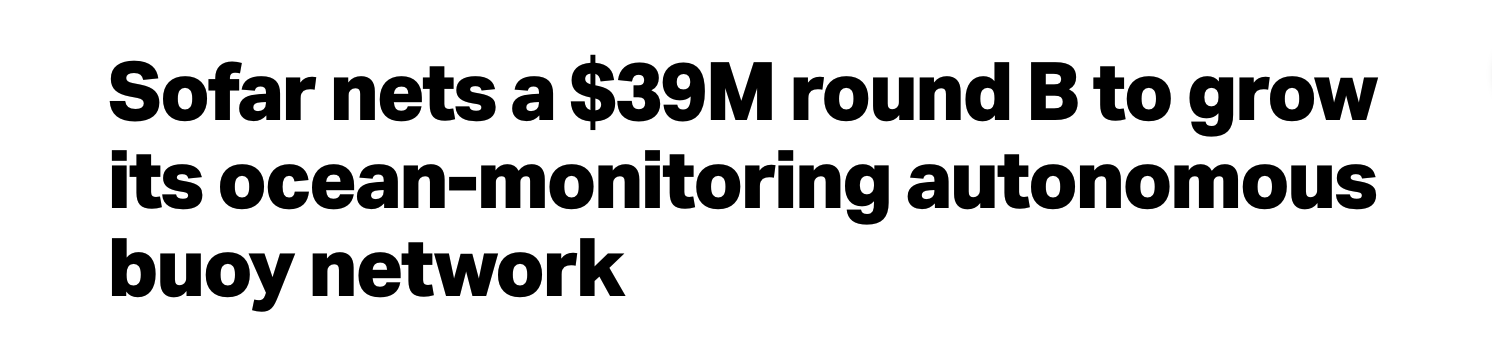 Sofar nets a $39M round B to grow
its ocean-monitoring autonomous
buoy network